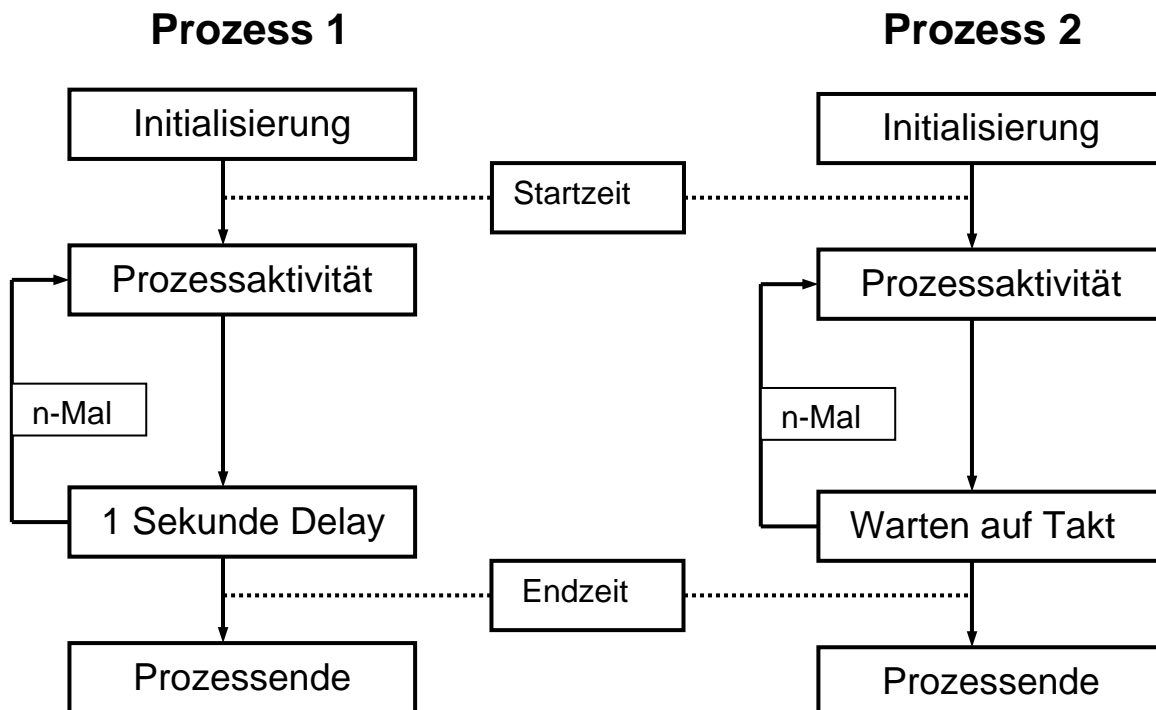 Prozess 1
Prozess 2
Initialisierung
Initialisierung
Startzeit
Prozessaktivität
Prozessaktivität
n-Mal
n-Mal
1 Sekunde Delay
Warten auf Takt
Endzeit
Prozessende
Prozessende